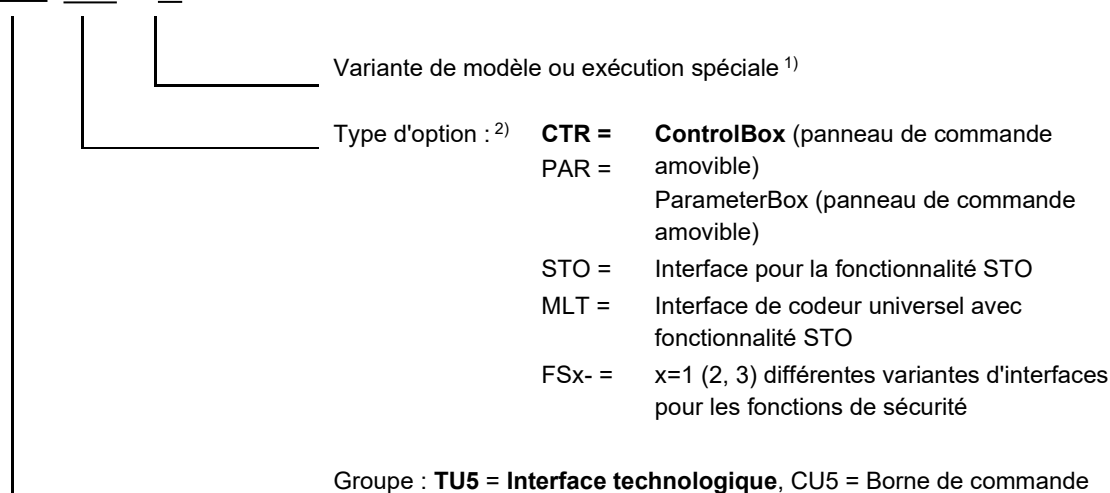 Variante de modèle ou exécution spéciale 1)
Type d'option : 2) CTR = ControlBox (panneau de commande
PAR = amovible)
ParameterBox (panneau de commande
amovible)
STO = Interface pour la fonctionnalité STO
MLT = Interface de codeur universel avec
fonctionnalité STO
FSx- = x=1 (2, 3) différentes variantes d'interfaces
pour les fonctions de sécurité
Groupe : TU5 = Interface technologique, CU5 = Borne de commande